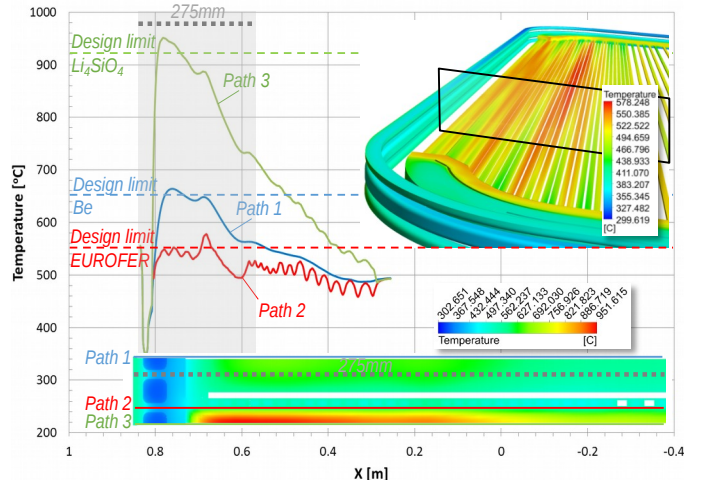 275mm
1000
Design limit
Li4SiO4
900
Path 3
800
Temperature [°C]
700
Design limit
Be
Path 1
600
Design limit
EUROFER
500
Path 2
400
300
200
Temperature
578.248
550.385
522.522
494.659
466.796
438.933
411.070
383.207
355.345
327.482
299.619
[C]
302.651
367.548
432.444
497.340
562.237
627.133
692.030
756.926
821.823
886.719
951.615
Temperature [C]
Path 1
275mm
Path 2
Path 3
1 0.8 0.6 0.4 0.2 0 -0.2 -0.4
X [m]